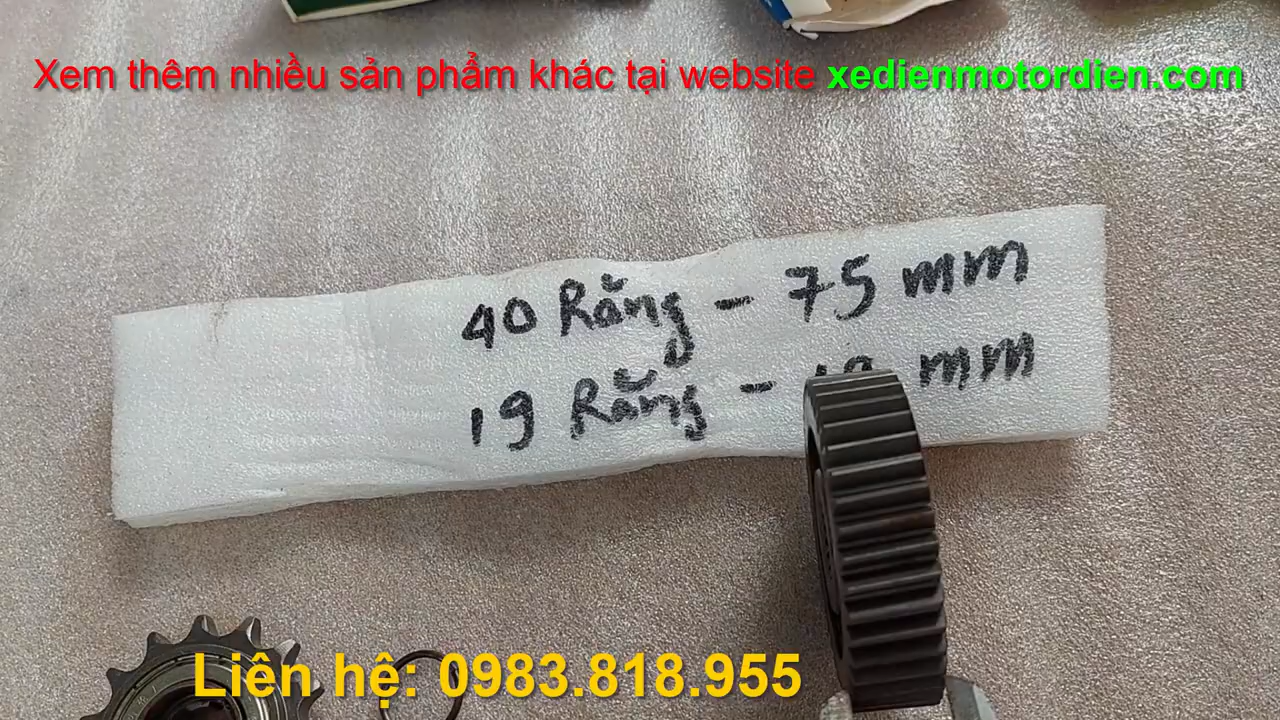 Xem thêm nhiều sản phẩm khác tại website xedienmotordien.com
40 Răng - 75 mm
19 Răng - mm
Liên hệ: 0983.818.955